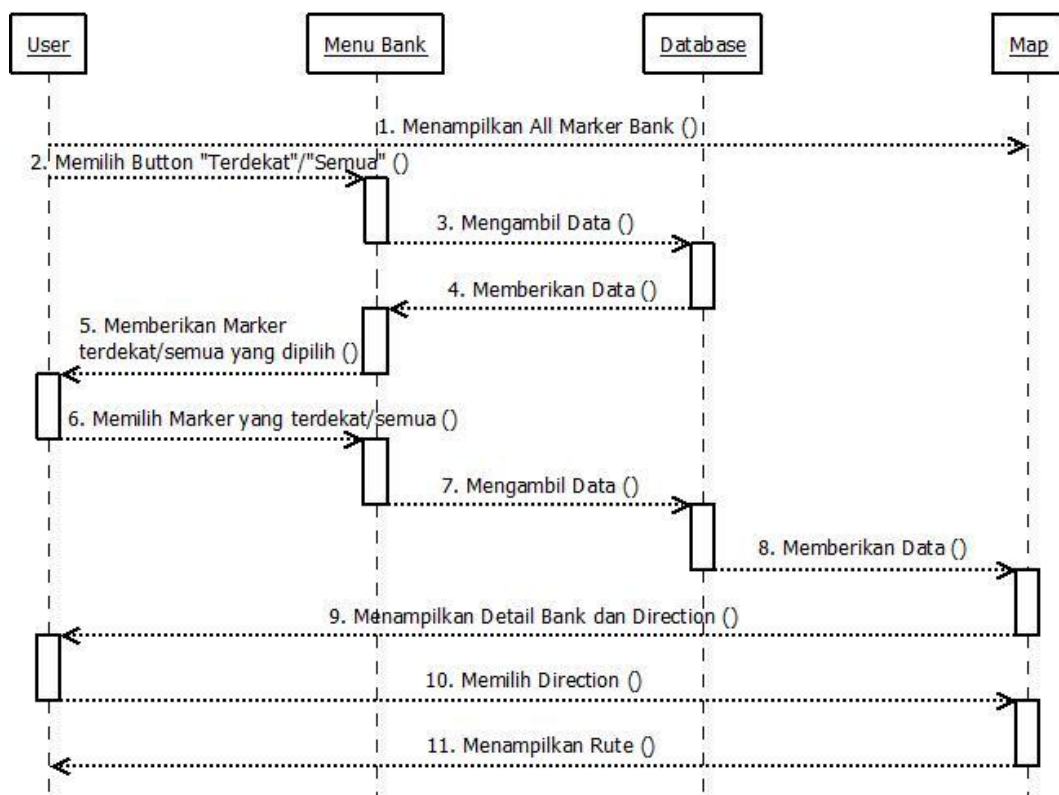 User
Menu Bank
Database
Map
1. Menampilkan All Marker Bank ()
2. Memilih Button "Terdekat"/"Semua" ()
3. Mengambil Data ()
4. Memberikan Data ()
5. Memberikan Marker
terdekat/semua yang dipilih ()
6. Memilih Marker yang terdekat/semua ()
7. Mengambil Data ()
8. Memberikan Data ()
9. Menampilkan Detail Bank dan Direction ()
10. Memilih Direction ()
11. Menampilkan Rute ()